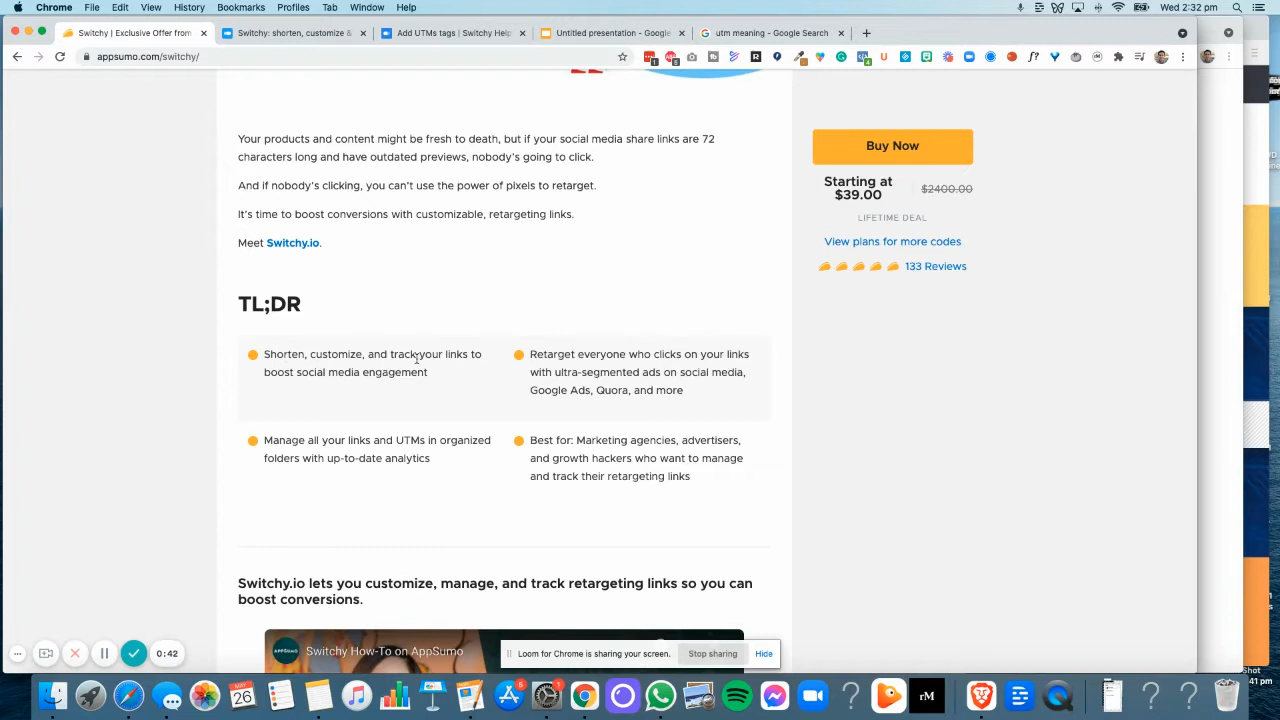 Chrome File Edit View History Bookmarks Profiles Tab Window Help Wed 2:32 pm
Switchy | Exclusive Offer from
Switchy: shorten, customize &
Add UTMs tags | Switchy Help
Untitled presentation - Google
utm meaning - Google Search
appsumo.com/switchy/
Your products and content might be fresh to death, but if your social media share links are 72
characters long and have outdated previews, nobody's going to click.
And if nobody's clicking, you can't use the power of pixels to retarget.
It's time to boost conversions with customizable, retargeting links.
Meet Switchy.io.
Buy Now
Starting at
$39.00
$2400.00
LIFETIME DEAL
View plans for more codes
133 Reviews
TL;DR
Shorten, customize, and track your links to
boost social media engagement
Retarget everyone who clicks on your links
with ultra-segmented ads on social media,
Google Ads, Quora, and more
Manage all your links and UTMs in organized
folders with up-to-date analytics
Best for: Marketing agencies, advertisers,
and growth hackers who want to manage
and track their retargeting links
Switchy.io lets you customize, manage, and track retargeting links so you can
boost conversions.
APPSUMO
Switchy How-To on AppSumo
0:42
Loom for Chrome is sharing your screen.
Stop sharing
Hide
Shot
41 pm
MAY
26
6
1
rM